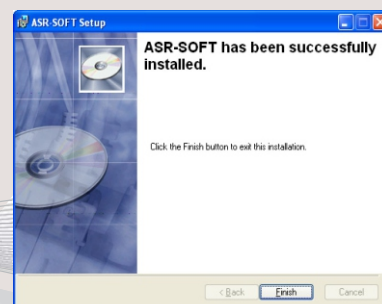 ASR-SOFT Setup
ASR-SOFT has been successfully
installed.
Click the Finish button to exit this installation.
< Back
Finish
Cancel